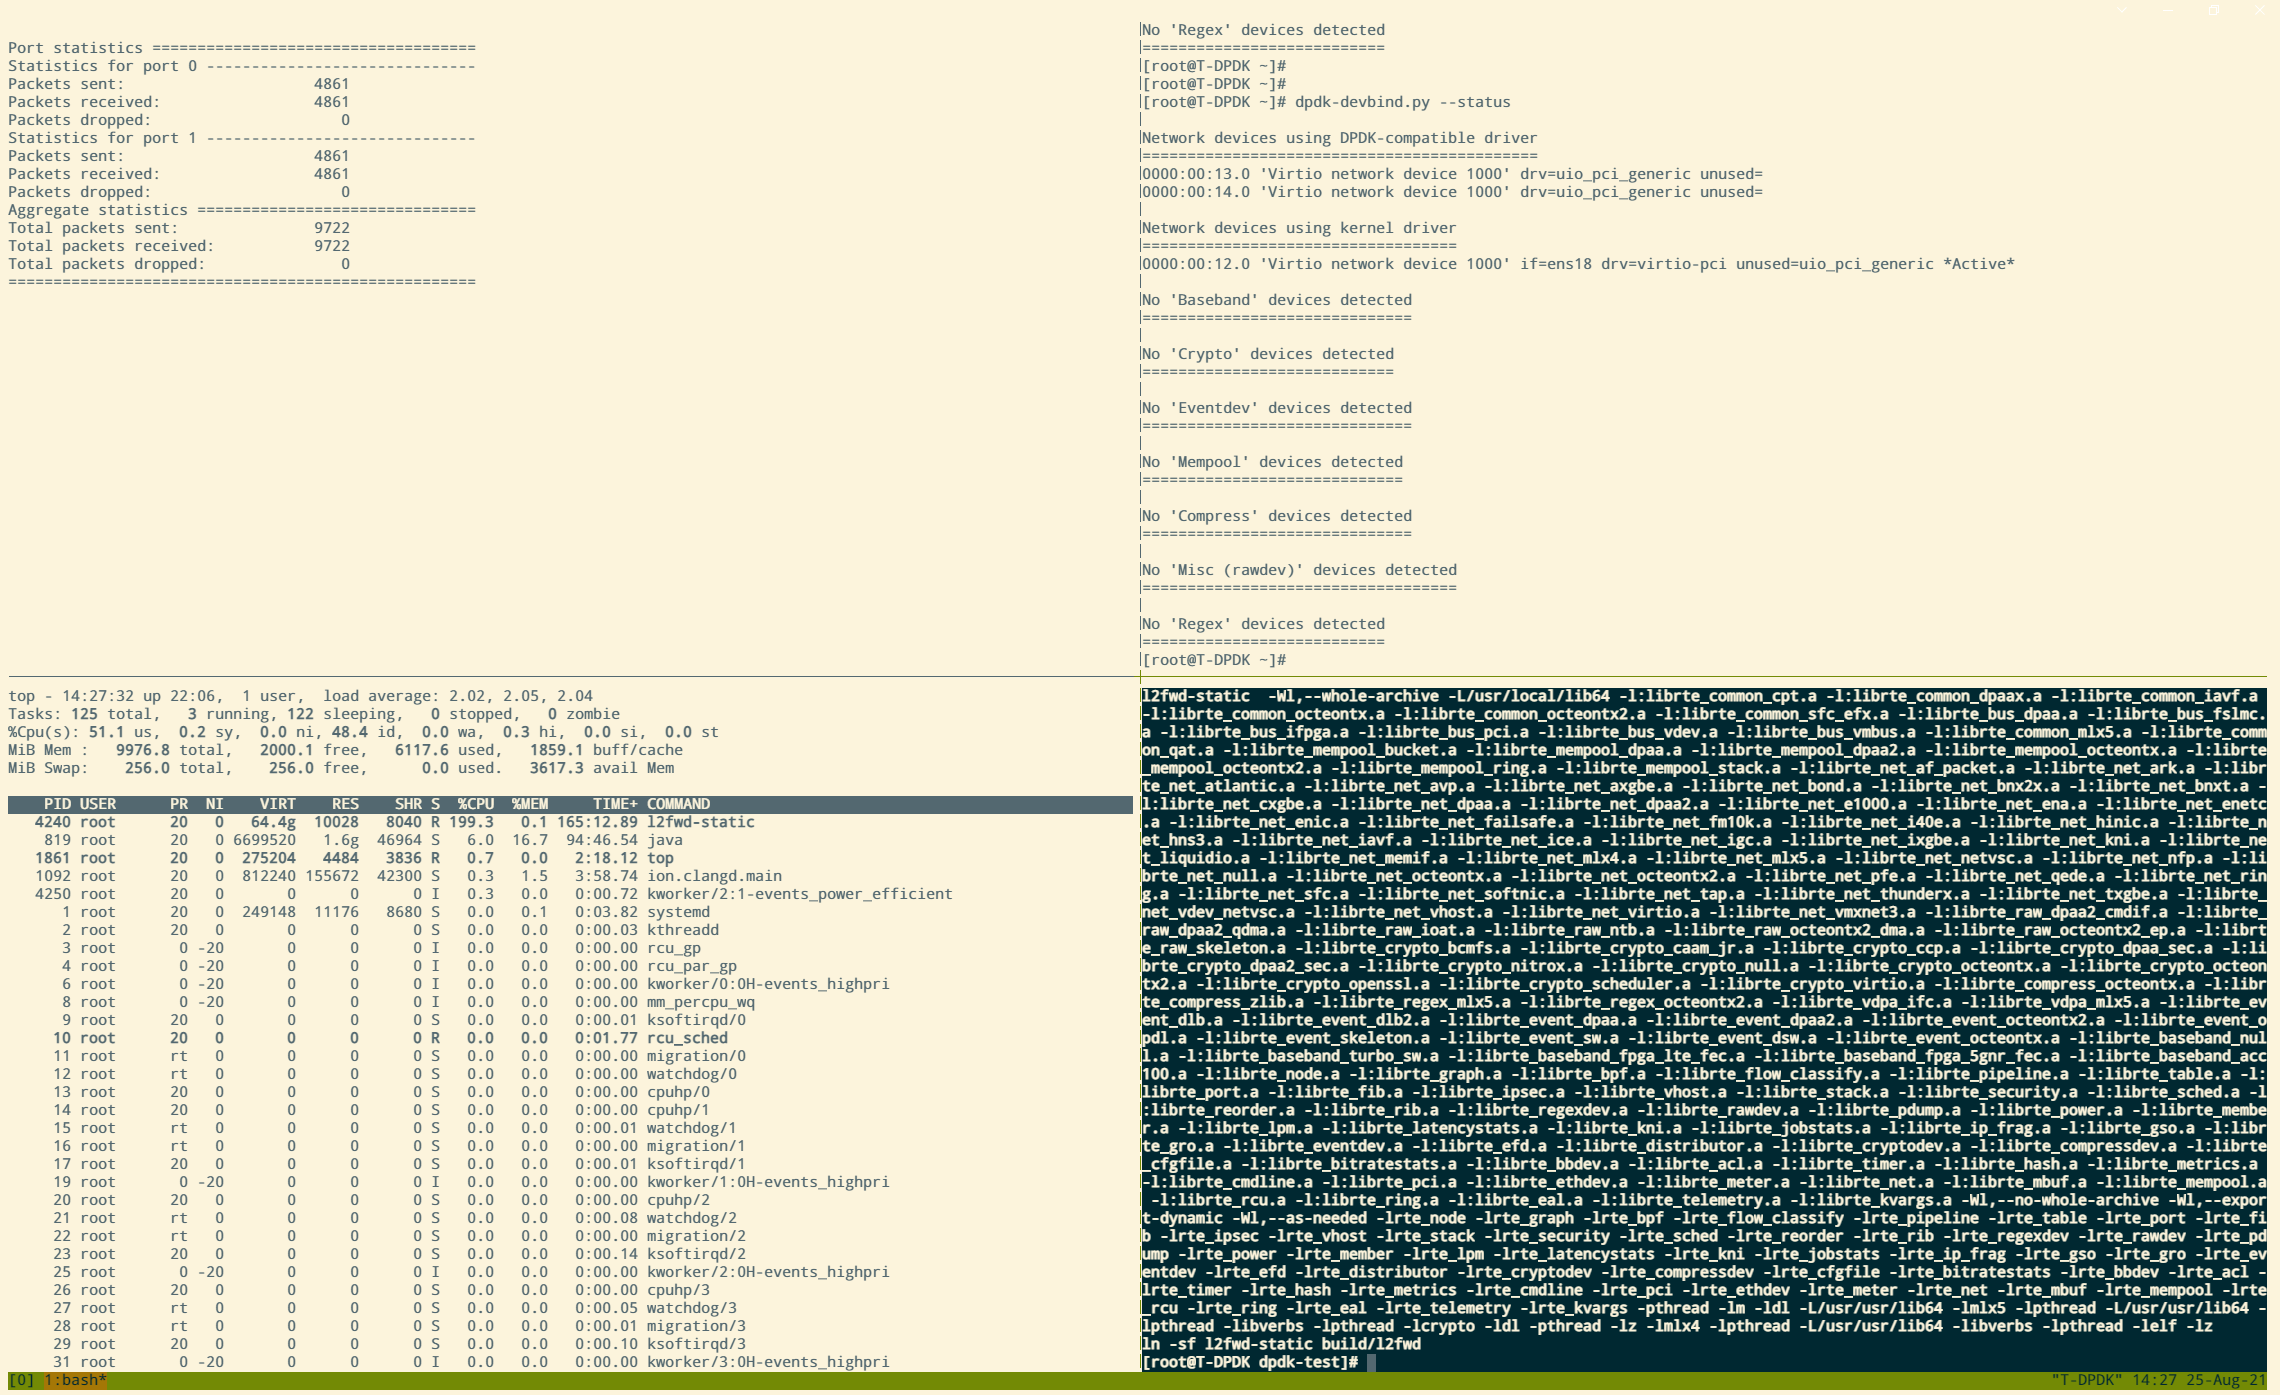 Port statistics ====================================
Statistics for port 0 ------------------------------
Packets sent:                     4861
Packets received:                 4861
Packets dropped:                     0
Statistics for port 1 ------------------------------
Packets sent:                     4861
Packets received:                 4861
Packets dropped:                     0
Aggregate statistics ===============================
Total packets sent:               9722
Total packets received:           9722
Total packets dropped:               0
====================================================
No 'Regex' devices detected
===========================
[root@T-DPDK ~]#
[root@T-DPDK ~]#
[root@T-DPDK ~]# dpdk-devbind.py --status
Network devices using DPDK-compatible driver
============================================
0000:00:13.0 'Virtio network device 1000' drv=uio_pci_generic unused=
0000:00:14.0 'Virtio network device 1000' drv=uio_pci_generic unused=
Network devices using kernel driver
===================================
0000:00:12.0 'Virtio network device 1000' if=ens18 drv=virtio-pci unused=uio_pci_generic *Active*
No 'Baseband' devices detected
==============================
No 'Crypto' devices detected
============================
No 'Eventdev' devices detected
==============================
No 'Mempool' devices detected
=============================
No 'Compress' devices detected
==============================
No 'Misc (rawdev)' devices detected
===================================
No 'Regex' devices detected
===========================
[root@T-DPDK ~]#
top - 14:27:32 up 22:06,  1 user,  load average: 2.02, 2.05, 2.04
Tasks: 125 total,   3 running, 122 sleeping,   0 stopped,   0 zombie
%Cpu(s): 51.1 us,  0.2 sy,  0.0 ni, 48.4 id,  0.0 wa,  0.3 hi,  0.0 si,  0.0 st
MiB Mem :   9976.8 total,   2000.1 free,   6117.6 used,   1859.1 buff/cache
MiB Swap:    256.0 total,    256.0 free,      0.0 used.   3617.3 avail Mem
PID USER      PR  NI    VIRT    RES    SHR S  %CPU  %MEM     TIME+ COMMAND
4240 root      20   0   64.4g  10028   8040 R 199.3   0.1 165:12.89 l2fwd-static
819 root      20   0 6699520   1.6g  46964 S   6.0  16.7  94:46.54 java
1861 root      20   0  275204   4484   3836 R   0.7   0.0   2:18.12 top
1092 root      20   0  812240 155672  42300 S   0.3   1.5   3:58.74 ion.clangd.main
4250 root      20   0       0      0      0 I   0.3   0.0   0:00.72 kworker/2:1-events_power_efficient
1 root      20   0  249148  11176   8680 S   0.0   0.1   0:03.82 systemd
2 root      20   0       0      0      0 S   0.0   0.0   0:00.03 kthreadd
3 root       0 -20       0      0      0 I   0.0   0.0   0:00.00 rcu_gp
4 root       0 -20       0      0      0 I   0.0   0.0   0:00.00 rcu_par_gp
6 root       0 -20       0      0      0 I   0.0   0.0   0:00.00 kworker/0:0H-events_highpri
8 root       0 -20       0      0      0 I   0.0   0.0   0:00.00 mm_percpu_wq
9 root      20   0       0      0      0 S   0.0   0.0   0:00.01 ksoftirqd/0
10 root      20   0       0      0      0 R   0.0   0.0   0:01.77 rcu_sched
11 root      rt   0       0      0      0 S   0.0   0.0   0:00.00 migration/0
12 root      rt   0       0      0      0 S   0.0   0.0   0:00.00 watchdog/0
13 root      20   0       0      0      0 S   0.0   0.0   0:00.00 cpuhp/0
14 root      20   0       0      0      0 S   0.0   0.0   0:00.00 cpuhp/1
15 root      rt   0       0      0      0 S   0.0   0.0   0:00.01 watchdog/1
16 root      rt   0       0      0      0 S   0.0   0.0   0:00.00 migration/1
17 root      20   0       0      0      0 S   0.0   0.0   0:00.01 ksoftirqd/1
19 root       0 -20       0      0      0 I   0.0   0.0   0:00.00 kworker/1:0H-events_highpri
20 root      20   0       0      0      0 S   0.0   0.0   0:00.00 cpuhp/2
21 root      rt   0       0      0      0 S   0.0   0.0   0:00.08 watchdog/2
22 root      rt   0       0      0      0 S   0.0   0.0   0:00.00 migration/2
23 root      20   0       0      0      0 S   0.0   0.0   0:00.14 ksoftirqd/2
25 root       0 -20       0      0      0 I   0.0   0.0   0:00.00 kworker/2:0H-events_highpri
26 root      20   0       0      0      0 S   0.0   0.0   0:00.00 cpuhp/3
27 root      rt   0       0      0      0 S   0.0   0.0   0:00.05 watchdog/3
28 root      rt   0       0      0      0 S   0.0   0.0   0:00.01 migration/3
29 root      20   0       0      0      0 S   0.0   0.0   0:00.10 ksoftirqd/3
31 root       0 -20       0      0      0 I   0.0   0.0   0:00.00 kworker/3:0H-events_highpri
l2fwd-static  -Wl,--whole-archive -L/usr/local/lib64 -l:librte_common_cpt.a -l:librte_common_dpaax.a -l:librte_common_iavf.a
-l:librte_common_octeontx.a -l:librte_common_octeontx2.a -l:librte_common_sfc_efx.a -l:librte_bus_dpaa.a -l:librte_bus_fslmc.
a -l:librte_bus_ifpga.a -l:librte_bus_pci.a -l:librte_bus_vdev.a -l:librte_bus_vmbus.a -l:librte_common_mlx5.a -l:librte_comm
on_qat.a -l:librte_mempool_bucket.a -l:librte_mempool_dpaa.a -l:librte_mempool_dpaa2.a -l:librte_mempool_octeontx.a -l:librte
_mempool_octeontx2.a -l:librte_mempool_ring.a -l:librte_mempool_stack.a -l:librte_net_af_packet.a -l:librte_net_ark.a -l:libr
te_net_atlantic.a -l:librte_net_avp.a -l:librte_net_axgbe.a -l:librte_net_bond.a -l:librte_net_bnx2x.a -l:librte_net_bnxt.a -
l:librte_net_cxgbe.a -l:librte_net_dpaa.a -l:librte_net_dpaa2.a -l:librte_net_e1000.a -l:librte_net_ena.a -l:librte_net_enetc
.a -l:librte_net_enic.a -l:librte_net_failsafe.a -l:librte_net_fm10k.a -l:librte_net_i40e.a -l:librte_net_hinic.a -l:librte_n
et_hns3.a -l:librte_net_iavf.a -l:librte_net_ice.a -l:librte_net_igc.a -l:librte_net_ixgbe.a -l:librte_net_kni.a -l:librte_ne
t_liquidio.a -l:librte_net_memif.a -l:librte_net_mlx4.a -l:librte_net_mlx5.a -l:librte_net_netvsc.a -l:librte_net_nfp.a -l:li
brte_net_null.a -l:librte_net_octeontx.a -l:librte_net_octeontx2.a -l:librte_net_pfe.a -l:librte_net_qede.a -l:librte_net_rin
g.a -l:librte_net_sfc.a -l:librte_net_softnic.a -l:librte_net_tap.a -l:librte_net_thunderx.a -l:librte_net_txgbe.a -l:librte_
net_vdev_netvsc.a -l:librte_net_vhost.a -l:librte_net_virtio.a -l:librte_net_vmxnet3.a -l:librte_raw_dpaa2_cmdif.a -l:librte_
raw_dpaa2_qdma.a -l:librte_raw_ioat.a -l:librte_raw_ntb.a -l:librte_raw_octeontx2_dma.a -l:librte_raw_octeontx2_ep.a -l:librt
e_raw_skeleton.a -l:librte_crypto_bcmfs.a -l:librte_crypto_caam_jr.a -l:librte_crypto_ccp.a -l:librte_crypto_dpaa_sec.a -l:li
brte_crypto_dpaa2_sec.a -l:librte_crypto_nitrox.a -l:librte_crypto_null.a -l:librte_crypto_octeontx.a -l:librte_crypto_octeon
tx2.a -l:librte_crypto_openssl.a -l:librte_crypto_scheduler.a -l:librte_crypto_virtio.a -l:librte_compress_octeontx.a -l:libr
te_compress_zlib.a -l:librte_regex_mlx5.a -l:librte_regex_octeontx2.a -l:librte_vdpa_ifc.a -l:librte_vdpa_mlx5.a -l:librte_ev
ent_dlb.a -l:librte_event_dlb2.a -l:librte_event_dpaa.a -l:librte_event_dpaa2.a -l:librte_event_octeontx2.a -l:librte_event_o
pdl.a -l:librte_event_skeleton.a -l:librte_event_sw.a -l:librte_event_dsw.a -l:librte_event_octeontx.a -l:librte_baseband_nul
l.a -l:librte_baseband_turbo_sw.a -l:librte_baseband_fpga_lte_fec.a -l:librte_baseband_fpga_5gnr_fec.a -l:librte_baseband_acc
100.a -l:librte_node.a -l:librte_graph.a -l:librte_bpf.a -l:librte_flow_classify.a -l:librte_pipeline.a -l:librte_table.a -l:
librte_port.a -l:librte_fib.a -l:librte_ipsec.a -l:librte_vhost.a -l:librte_stack.a -l:librte_security.a -l:librte_sched.a -l
:librte_reorder.a -l:librte_rib.a -l:librte_regexdev.a -l:librte_rawdev.a -l:librte_pdump.a -l:librte_power.a -l:librte_membe
r.a -l:librte_lpm.a -l:librte_latencystats.a -l:librte_kni.a -l:librte_jobstats.a -l:librte_ip_frag.a -l:librte_gso.a -l:libr
te_gro.a -l:librte_eventdev.a -l:librte_efd.a -l:librte_distributor.a -l:librte_cryptodev.a -l:librte_compressdev.a -l:librte
_cfgfile.a -l:librte_bitratestats.a -l:librte_bbdev.a -l:librte_acl.a -l:librte_timer.a -l:librte_hash.a -l:librte_metrics.a
-l:librte_cmdline.a -l:librte_pci.a -l:librte_ethdev.a -l:librte_meter.a -l:librte_net.a -l:librte_mbuf.a -l:librte_mempool.a
-l:librte_rcu.a -l:librte_ring.a -l:librte_eal.a -l:librte_telemetry.a -l:librte_kvargs.a -Wl,--no-whole-archive -Wl,--expor
t-dynamic -Wl,--as-needed -lrte_node -lrte_graph -lrte_bpf -lrte_flow_classify -lrte_pipeline -lrte_table -lrte_port -lrte_fi
b -lrte_ipsec -lrte_vhost -lrte_stack -lrte_security -lrte_sched -lrte_reorder -lrte_rib -lrte_regexdev -lrte_rawdev -lrte_pd
ump -lrte_power -lrte_member -lrte_lpm -lrte_latencystats -lrte_kni -lrte_jobstats -lrte_ip_frag -lrte_gso -lrte_gro -lrte_ev
entdev -lrte_efd -lrte_distributor -lrte_cryptodev -lrte_compressdev -lrte_cfgfile -lrte_bitratestats -lrte_bbdev -lrte_acl -
lrte_timer -lrte_hash -lrte_metrics -lrte_cmdline -lrte_pci -lrte_ethdev -lrte_meter -lrte_net -lrte_mbuf -lrte_mempool -lrte
_rcu -lrte_ring -lrte_eal -lrte_telemetry -lrte_kvargs -pthread -lm -ldl -L/usr/usr/lib64 -lmlx5 -lpthread -L/usr/usr/lib64 -
lpthread -libverbs -lpthread -lcrypto -ldl -pthread -lz -lmlx4 -lpthread -L/usr/usr/lib64 -libverbs -lpthread -lelf -lz
ln -sf l2fwd-static build/l2fwd
[root@T-DPDK dpdk-test]#
[0] 1:bash*
"T-DPDK" 14:27 25-Aug-21